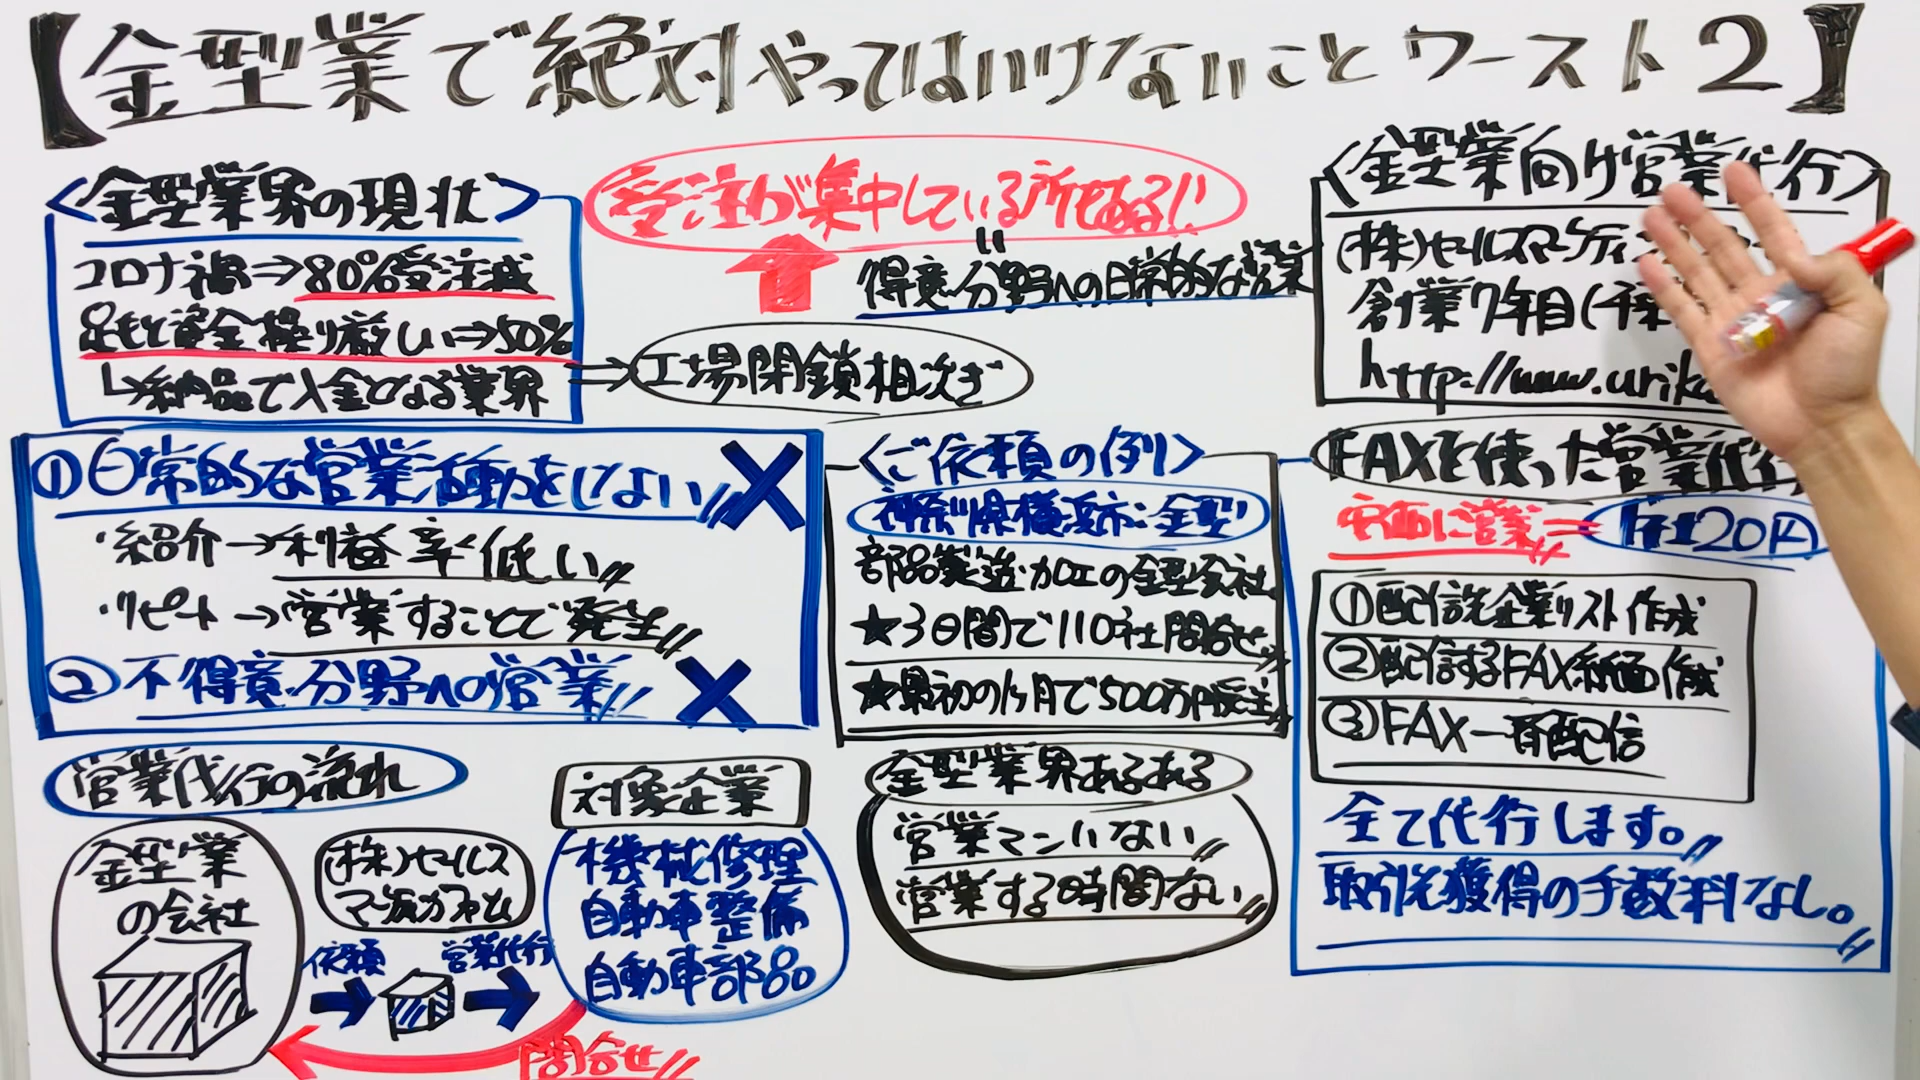 【金型業で絶対やってはいけないことワースト2】
<金型業界の現状>
コロナ禍⇒80%受注減
足もと資金繰り厳しい⇒50%
↳納品で入金となる業界
⇒工場閉鎖相次ぎ
受注が集中している所もある!!
得意分野への日常的な営業
<金型業向け営業代行>
(株)セールスマーケティング
創業7年目(千
http://www.urika
①日常的な営業活動をしない
・紹介→利益率低い
・リピート→営業することで発生
②不得意分野への営業
<ご依頼の例>
神奈川県横浜市:金型
部品製造・加工の金型会社
★3日間で110社問合せ
★最初の1ヶ月で500万円受注
FAXを使った営業代行
安価に営業=1件20円
①配信先企業リスト作成
②配信するFAX紙面作成
③FAX一斉配信
全て代行します。
取引先獲得の手数料なし。
営業代行の流れ
金型業
の会社
(株)セールス
依頼
営業代行
対象企業
機械修理
自動車整備
自動車部品
問合せ
金型業界あるある
営業マンいない
営業する時間ない